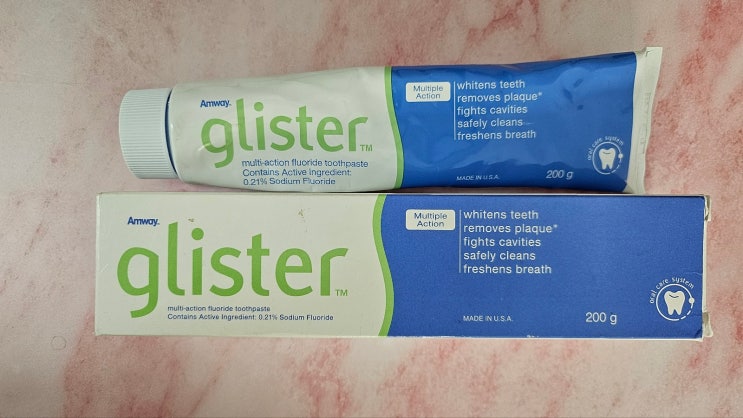 Amway™
glister™
multi-action fluoride toothpaste
Contains Active Ingredient:
0.21% Sodium Fluoride
Multiple
Action
whitens teeth
removes plaque*
fights cavities
safely cleans
freshens breath
MADE IN U.S.A.
200 g
oral care system
Amway™
glister™
multi-action fluoride toothpaste
Contains Active Ingredient: 0.21% Sodium Fluoride
Multiple
Action
whitens teeth
removes plaque*
fights cavities
safely cleans
freshens breath
MADE IN U.S.A.
200 g
oral care system